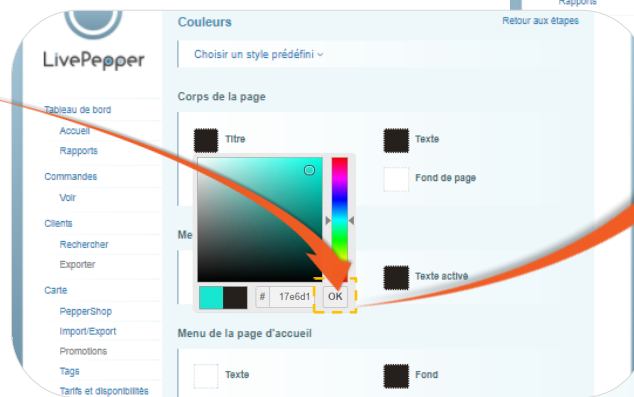 Rapports
Couleurs
Retour aux étapes
LivePepper
Choisir un style prédéfini
Corps de la page
Tableau de bord
Accueil
Rapports
Titre
Texte
Commandes
Fond de page
Voir
Clients
Me
Rechercher
Exporter
Texte activé
Carte
# 17e6d1 OK
PepperShop
Import/Export
Menu de la page d'accueil
Promotions
Tags
Texte
Fond
Tarifs et disponibilités